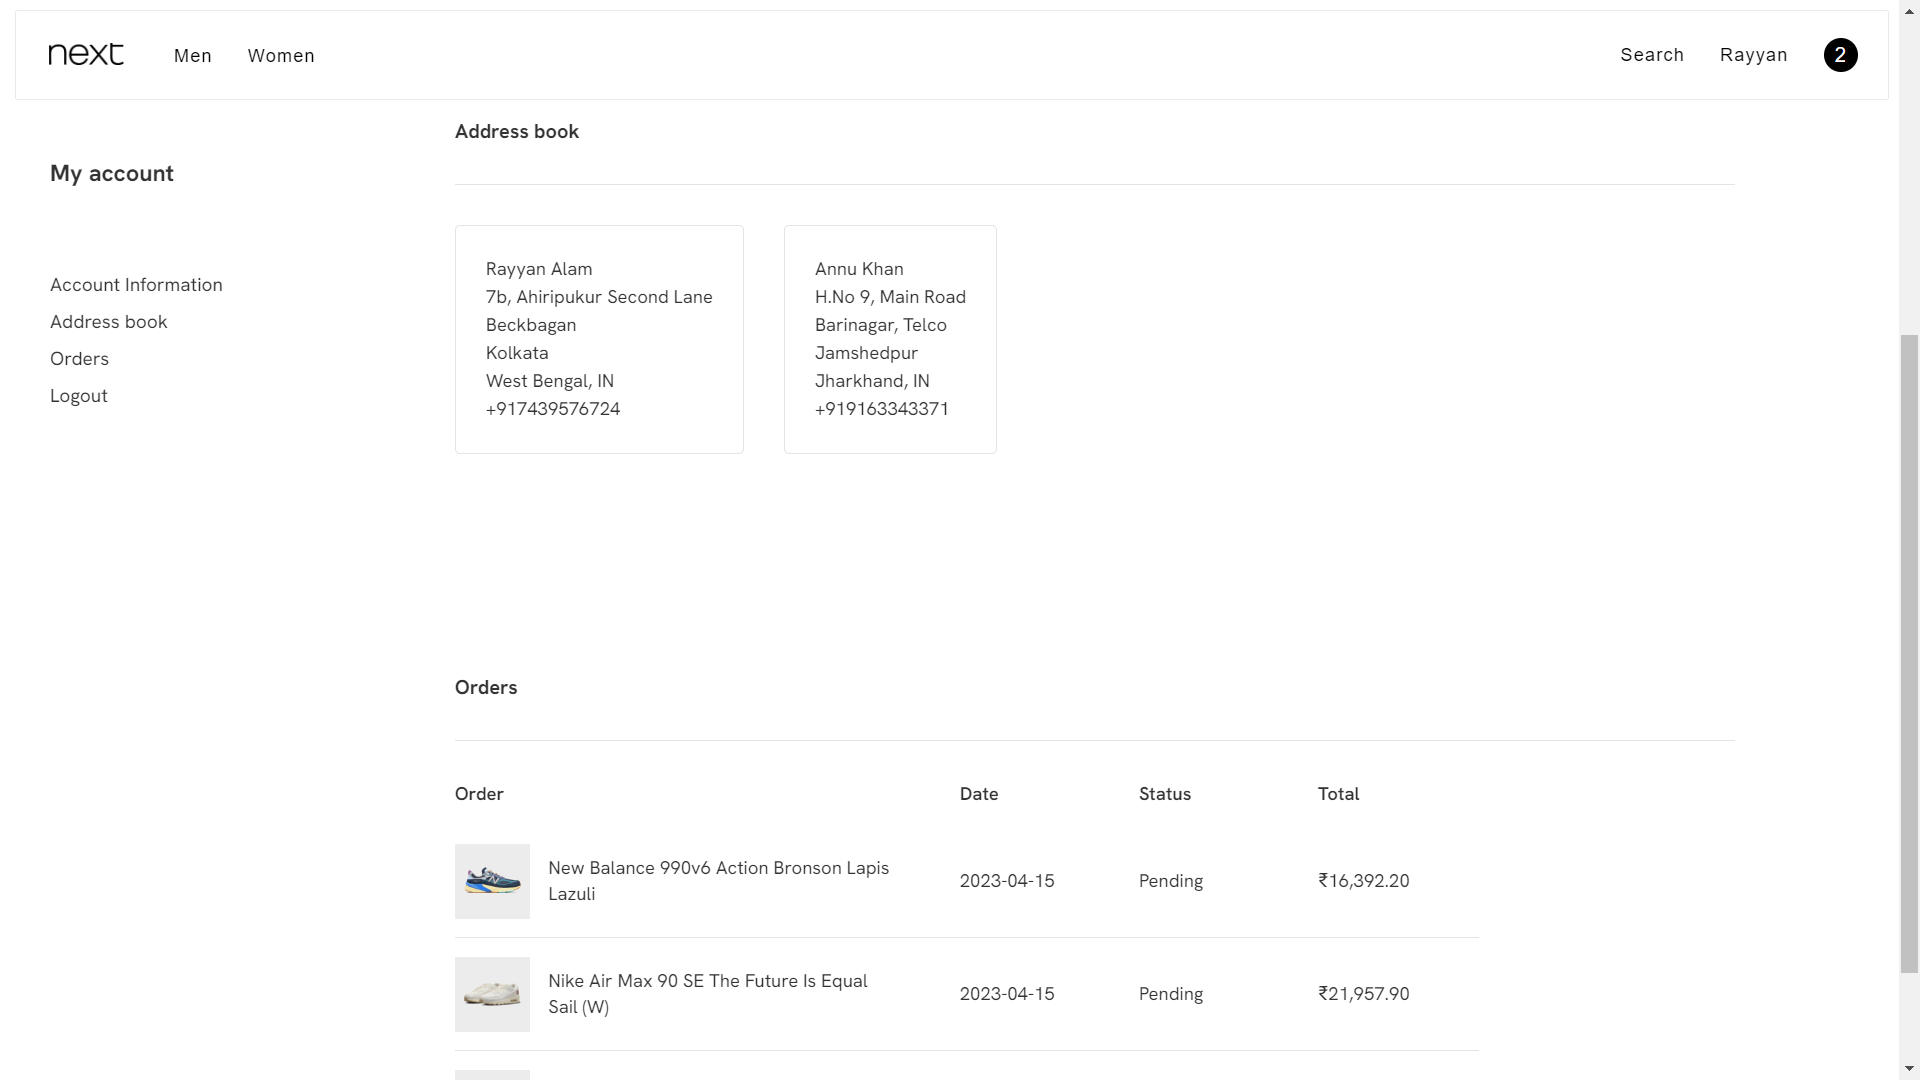 next
Men
Women
Search
Rayyan
2
My account
Account Information
Address book
Orders
Logout
Address book
Rayyan Alam
7b, Ahiripukur Second Lane
Beckbagan
Kolkata
West Bengal, IN
+917439576724
Annu Khan
H.No 9, Main Road
Barinagar, Telco
Jamshedpur
Jharkhand, IN
+919163343371
Orders
Order Date Status Total
New Balance 990v6 Action Bronson Lapis
Lazuli
2023-04-15 Pending ₹16,392.20
Nike Air Max 90 SE The Future Is Equal
Sail (W)
2023-04-15 Pending ₹21,957.90